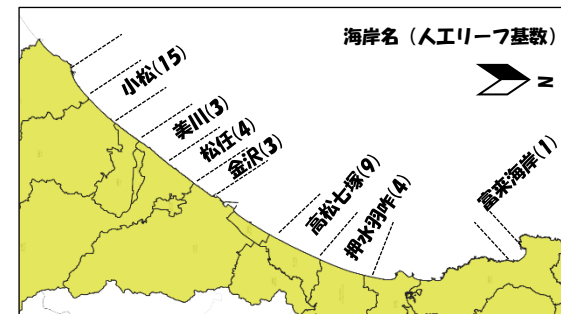 海岸名（人工リーフ基数）
N
小松(15)
美川(3)
松任(4)
金沢(3)
高松七塚(9)
押水羽咋(4)
富来海岸(1)